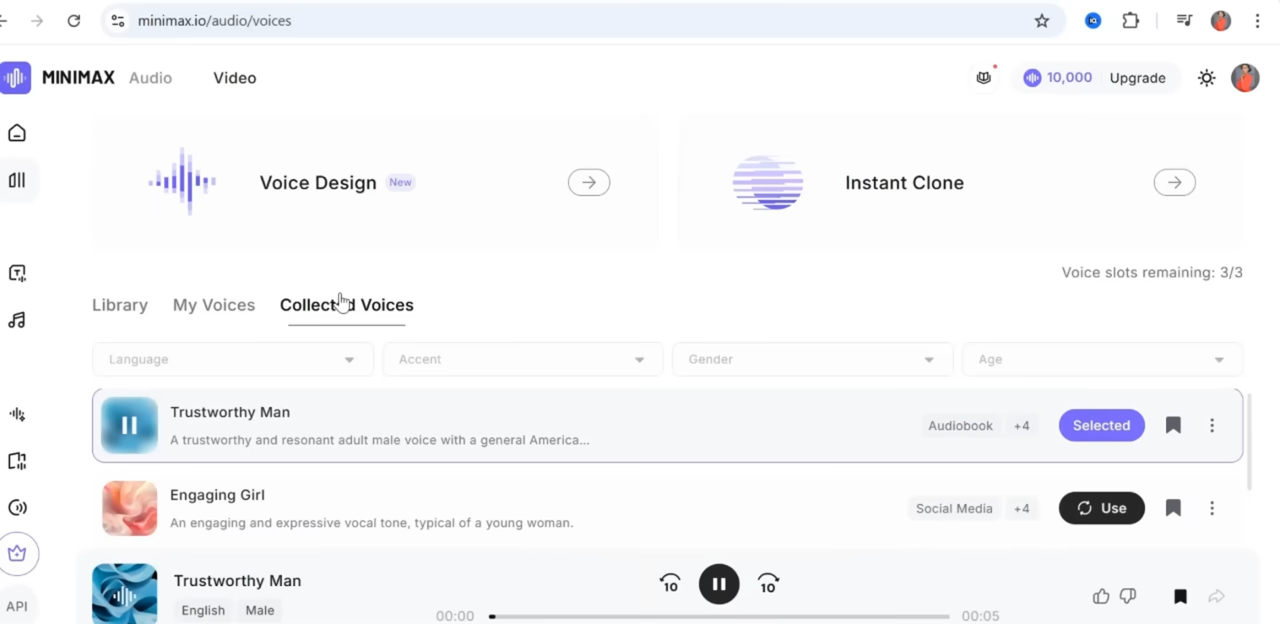 minimax.io/audio/voices
MINIMAX Audio Video
10,000 Upgrade
Voice Design New
Instant Clone
Voice slots remaining: 3/3
Library My Voices Collected Voices
Language Accent Gender Age
Trustworthy Man
A trustworthy and resonant adult male voice with a general America...
Audiobook +4 Selected
Engaging Girl
An engaging and expressive vocal tone, typical of a young woman.
Social Media +4 Use
Trustworthy Man
English Male
10 10
00:00 00:05
API